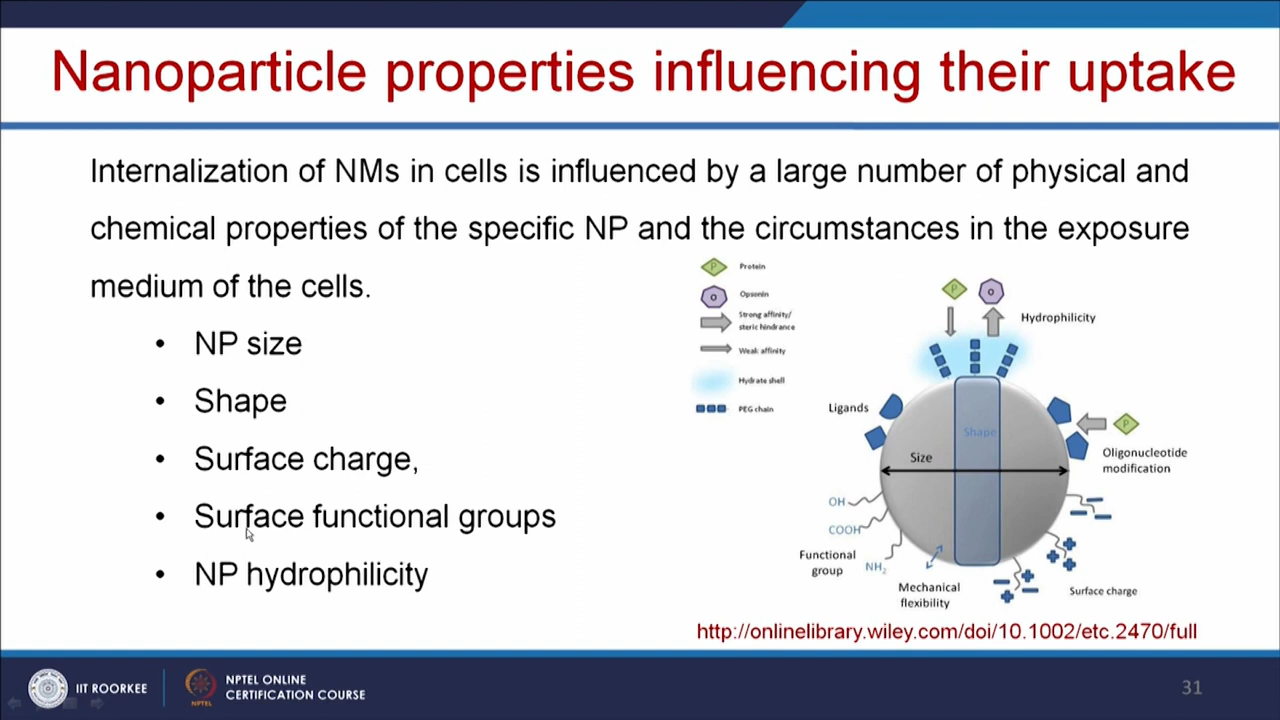 Nanoparticle properties influencing their uptake
Internalization of NMs in cells is influenced by a large number of physical and
chemical properties of the specific NP and the circumstances in the exposure
medium of the cells.
• NP size
• Shape
• Surface charge,
• Surface functional groups
• NP hydrophilicity
P
Protein
O
Opsonin
Strong affinity/
steric hindrance
Weak affinity
Hydrate shell
PEG chain
P
O
Hydrophilicity
Ligands
Shape
Size
P
Oligonucleotide
modification
OH
COOH
Functional
group
NH2
Mechanical
flexibility
Surface charge
http://onlinelibrary.wiley.com/doi/10.1002/etc.2470/full
IIT ROORKEE
NPTEL
NPTEL ONLINE
CERTIFICATION COURSE
31